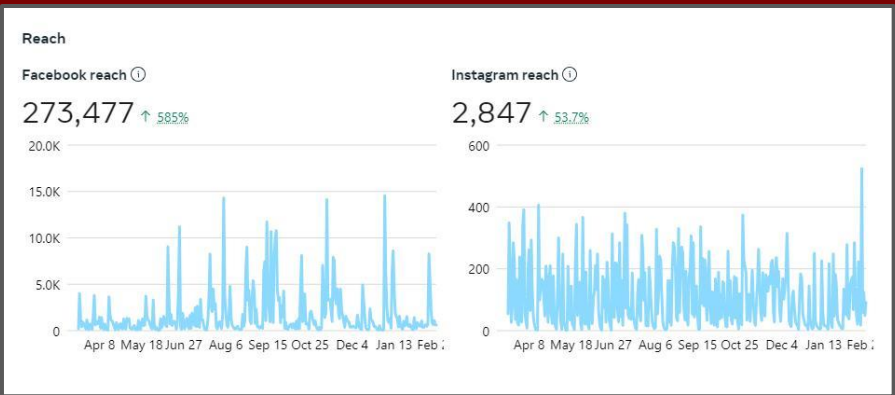 Reach
Facebook reach
273,477 ↑ 585%
20.0K
15.0K
10.0K
5.0K
0
Apr 8 May 18 Jun 27 Aug 6 Sep 15 Oct 25 Dec 4 Jan 13 Feb
Instagram reach
2,847 ↑ 53.7%
600
400
200
0
Apr 8 May 18 Jun 27 Aug 6 Sep 15 Oct 25 Dec 4 Jan 13 Feb